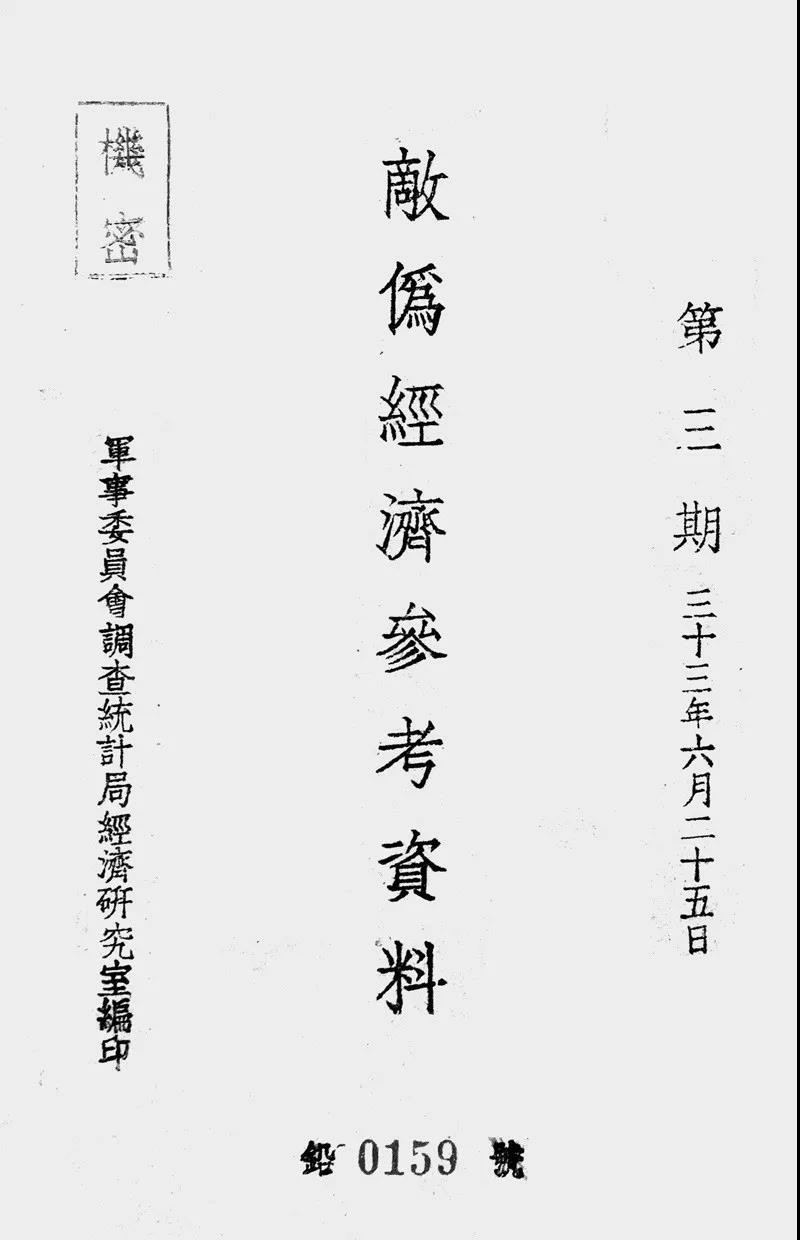 第三期 三十三年六月二十五日
敵僞經濟參考資料
機密
軍事委員會調查統計局經濟研究室編印
鉛 0159 號